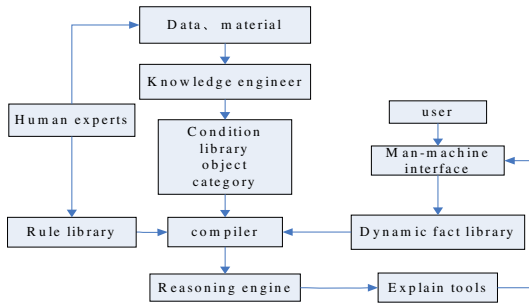 Data、material
Knowledge engineer
Human experts
Condition
library
object
category
user
Man-machine
interface
Rule library
compiler
Dynamic fact library
Reasoning engine
Explain tools